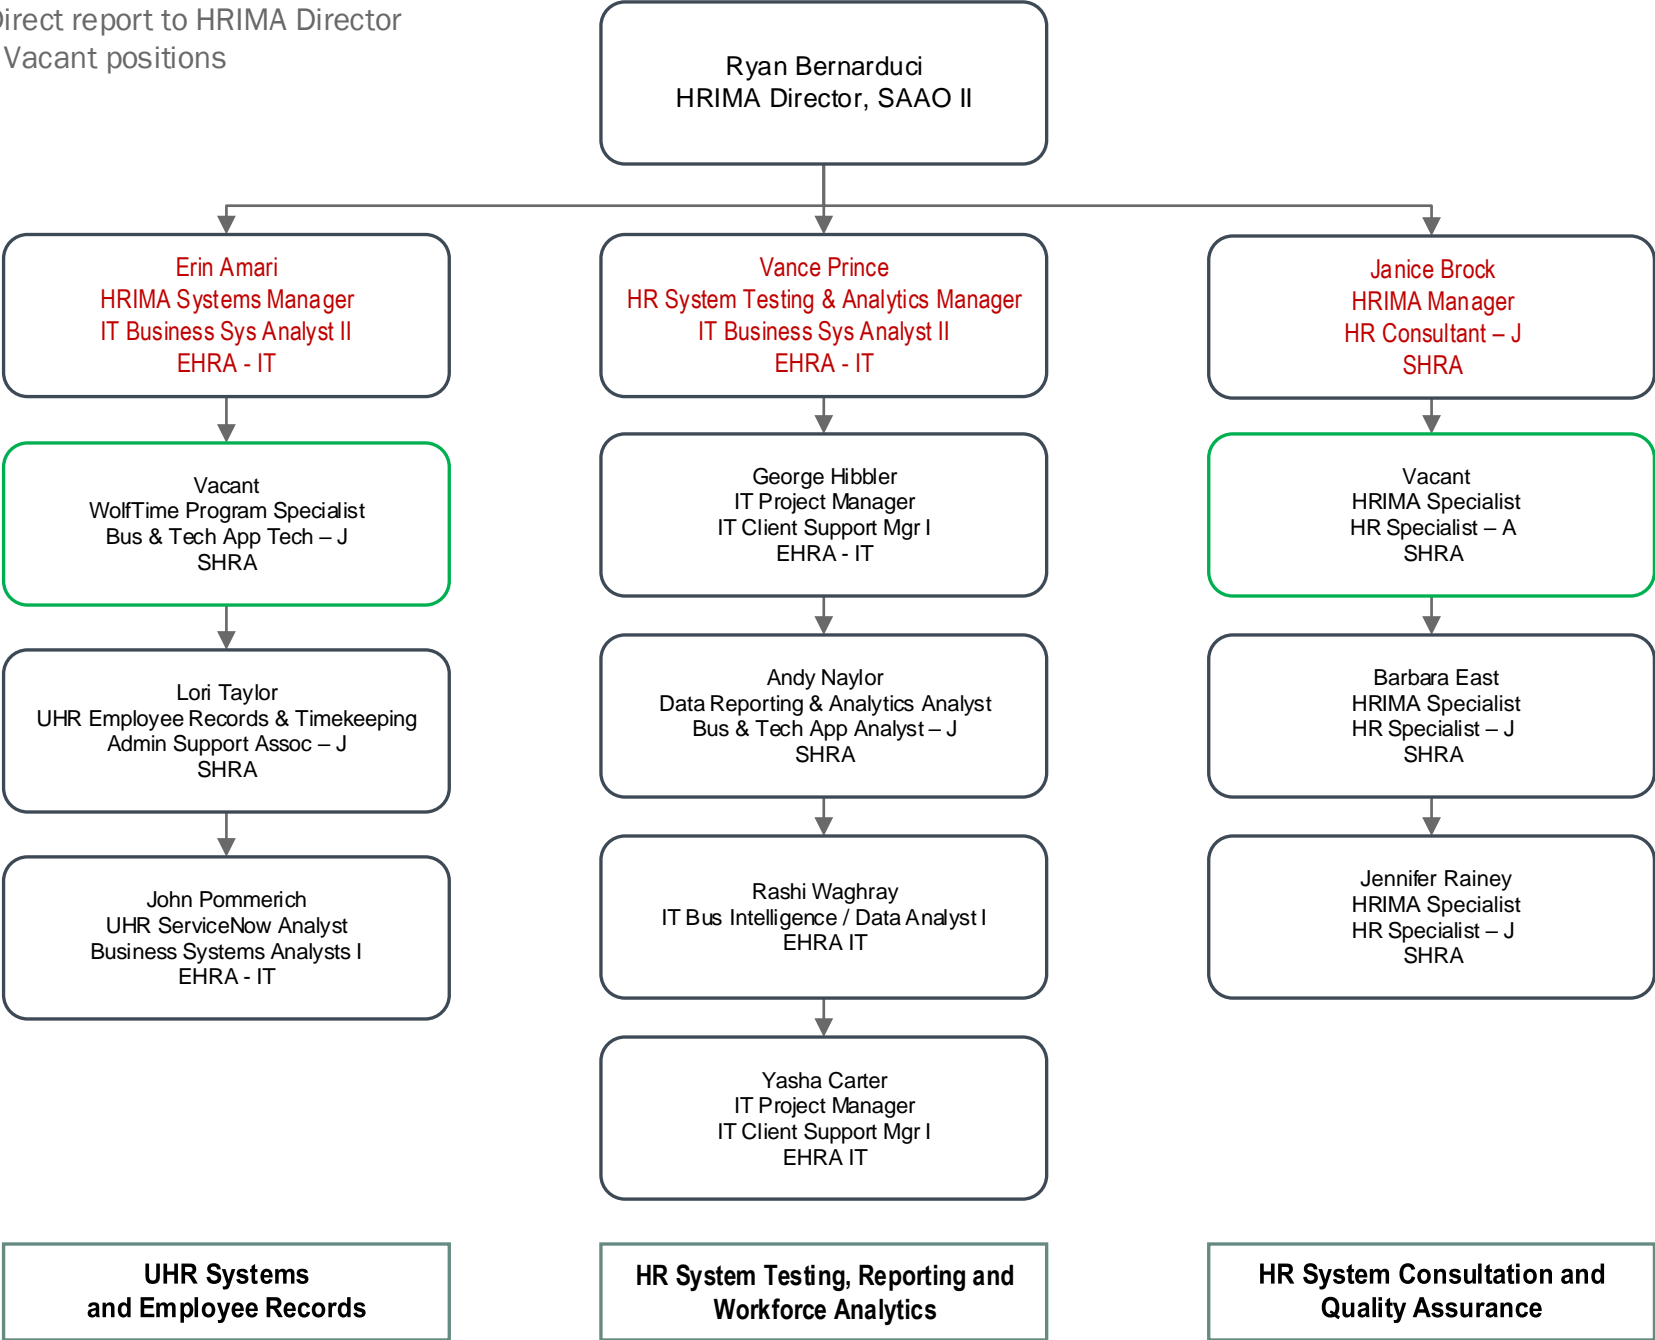 Direct report to HRIMA Director
Vacant positions
Ryan Bernarduci
HRIMA Director, SAAO II
Erin Amari
HRIMA Systems Manager
IT Business Sys Analyst II
EHRA - IT
Vance Prince
HR System Testing & Analytics Manager
IT Business Sys Analyst II
EHRA - IT
Janice Brock
HRIMA Manager
HR Consultant – J
SHRA
Vacant
WolfTime Program Specialist
Bus & Tech App Tech – J
SHRA
George Hibbler
IT Project Manager
IT Client Support Mgr I
EHRA - IT
Vacant
HRIMA Specialist
HR Specialist – A
SHRA
Lori Taylor
UHR Employee Records & Timekeeping
Admin Support Assoc – J
SHRA
Andy Naylor
Data Reporting & Analytics Analyst
Bus & Tech App Analyst – J
SHRA
Barbara East
HRIMA Specialist
HR Specialist – J
SHRA
John Pommerich
UHR ServiceNow Analyst
Business Systems Analysts I
EHRA - IT
Rashi Waghray
IT Bus Intelligence / Data Analyst I
EHRA IT
Jennifer Rainey
HRIMA Specialist
HR Specialist – J
SHRA
Yasha Carter
IT Project Manager
IT Client Support Mgr I
EHRA IT
UHR Systems
and Employee Records
HR System Testing, Reporting and
Workforce Analytics
HR System Consultation and
Quality Assurance